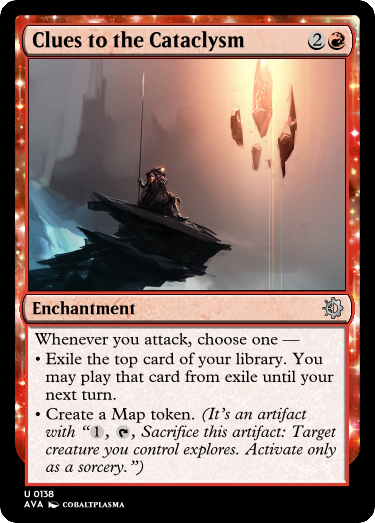 Clues to the Cataclysm 2
Enchantment
Whenever you attack, choose one —
• Exile the top card of your library. You
may play that card from exile until your
next turn.
• Create a Map token. (It's an artifact
with "1, , Sacrifice this artifact: Target
creature you control explores. Activate only
as a sorcery.")
U 0138
AVA COBALTPLASMA